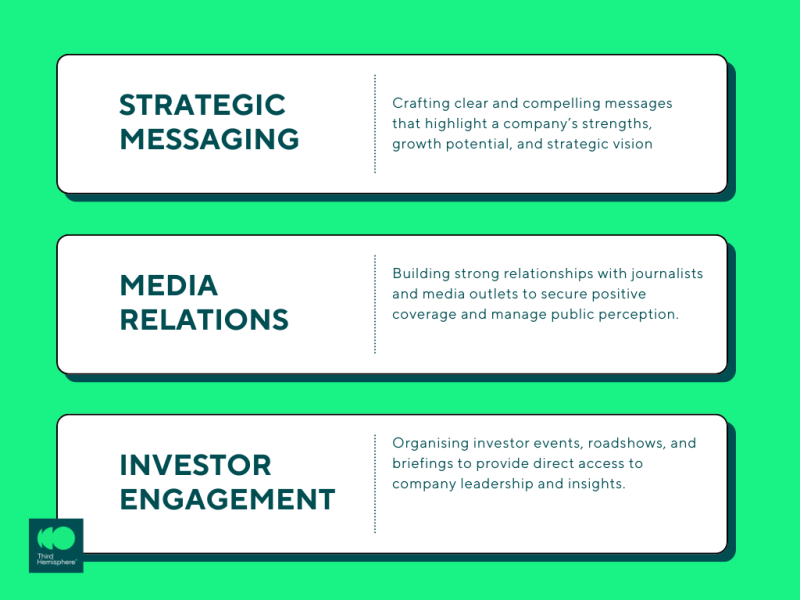 STRATEGIC
MESSAGING
Crafting clear and compelling messages
that highlight a company’s strengths,
growth potential, and strategic vision
MEDIA
RELATIONS
Building strong relationships with journalists
and media outlets to secure positive
coverage and manage public perception.
INVESTOR
ENGAGEMENT
Organising investor events, roadshows, and
briefings to provide direct access to
company leadership and insights.
Third
Hemisphere